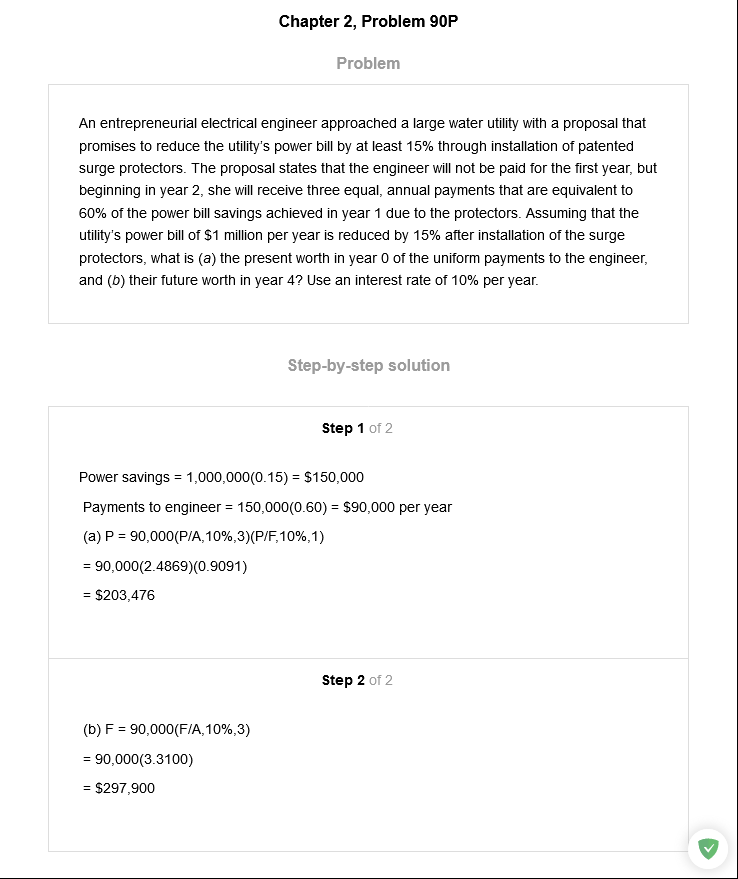 Chapter 2, Problem 90P
Problem
An entrepreneurial electrical engineer approached a large water utility with a proposal that
promises to reduce the utility's power bill by at least 15% through installation of patented
surge protectors. The proposal states that the engineer will not be paid for the first year, but
beginning in year 2, she will receive three equal, annual payments that are equivalent to
60% of the power bill savings achieved in year 1 due to the protectors. Assuming that the
utility's power bill of $1 million per year is reduced by 15% after installation of the surge
protectors, what is (a) the present worth in year 0 of the uniform payments to the engineer,
and (b) their future worth in year 4? Use an interest rate of 10% per year.
Step-by-step solution
Step 1 of 2
Power savings = 1,000,000(0.15) = $150,000
Payments to engineer = 150,000(0.60) = $90,000 per year
(a) P = 90,000(P/A,10%,3)(P/F,10%,1)
= 90,000(2.4869)(0.9091)
= $203,476
Step 2 of 2
(b) F = 90,000(F/A,10%,3)
= 90,000(3.3100)
= $297,900